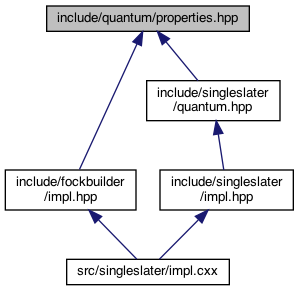 include/quantum/properties.hpp
include/singleslater
/quantum.hpp
include/fockbuilder
/impl.hpp
include/singleslater
/impl.hpp
src/singleslater/impl.cxx